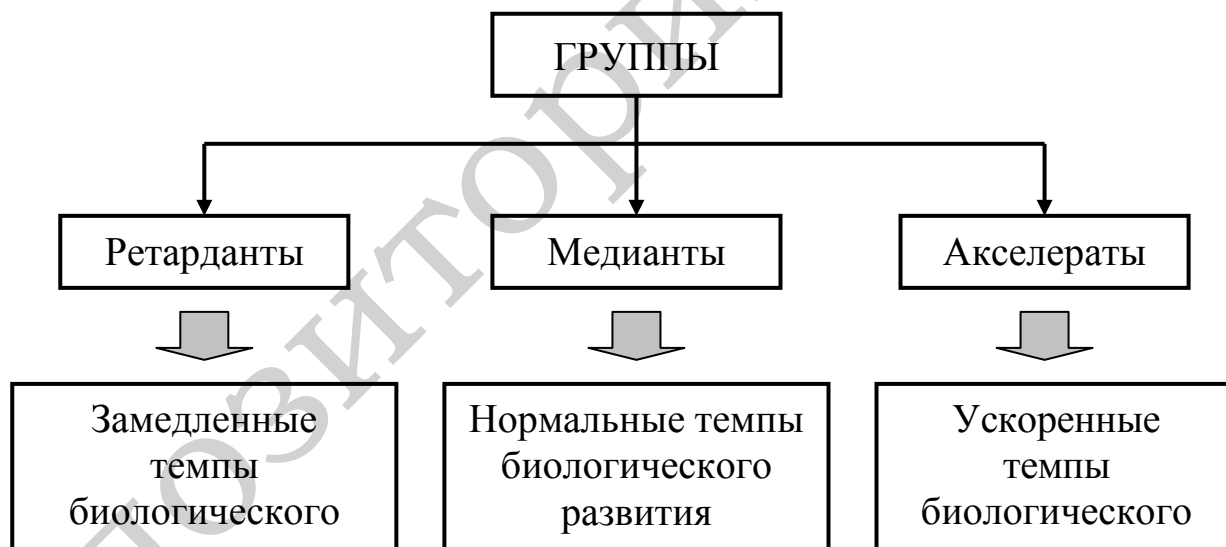 ГРУППЫ
Ретарданты
Медианты
Акселераты
Замедленные
темпы
биологического
Нормальные темпы
биологического
развития
Ускоренные
темпы
биологического